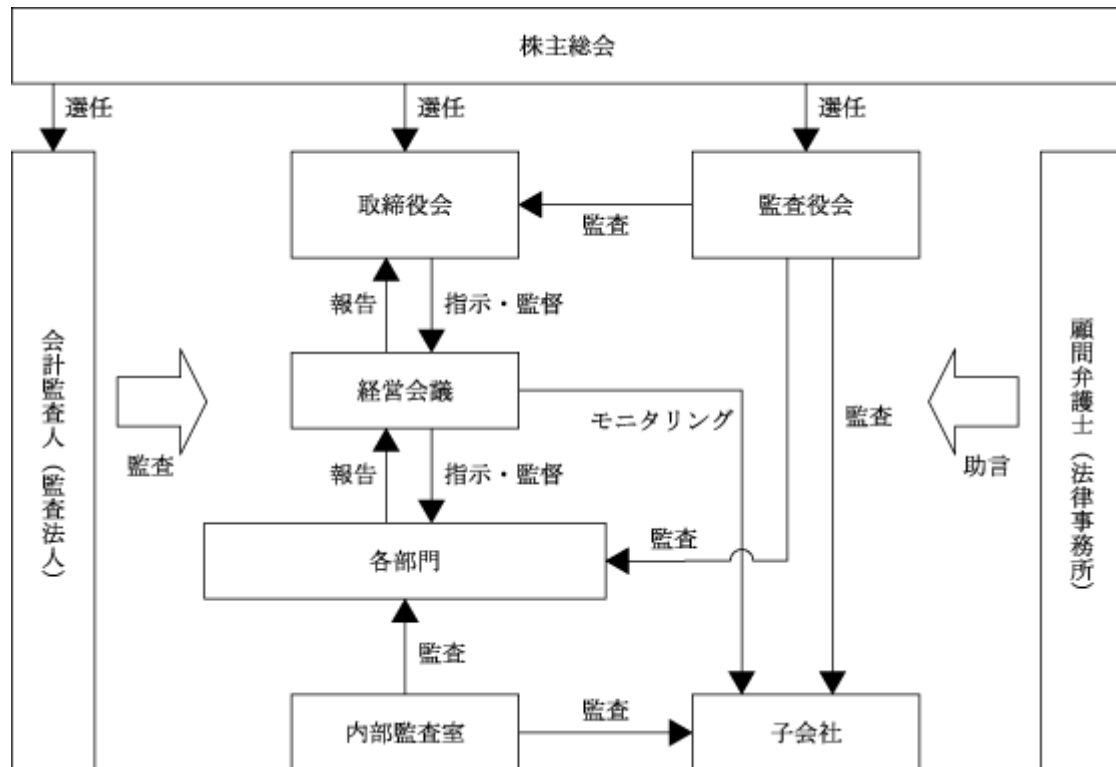 株主総会
選任
選任
選任
取締役会
監査役会
監査
報告
指示・監督
会計監査人（監査法人）
顧問弁護士（法律事務所）
経営会議
モニタリング
監査
監査
助言
報告
指示・監督
各部門
監査
監査
内部監査室
監査
子会社